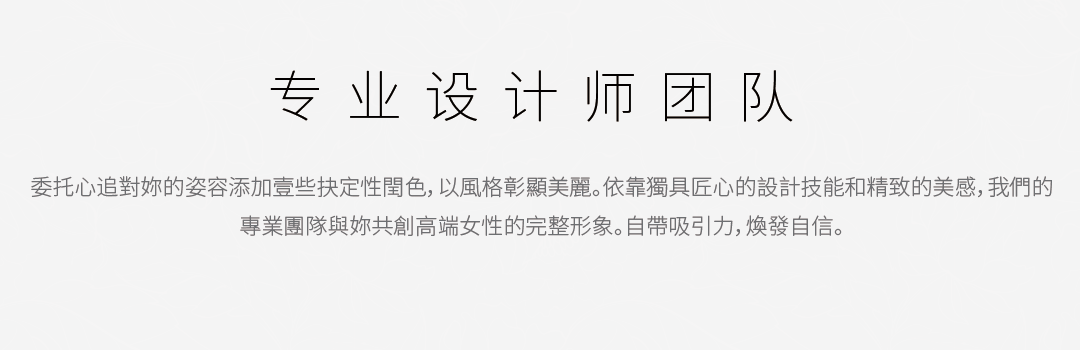 专业设计师团队
委托心追對妳的姿容添加壹些抉定性閏色，以風格彰顯美麗。依靠獨具匠心的設計技能和精致的美感，我們的
專業團隊與妳共創高端女性的完整形象。自帶吸引力，煥發自信。